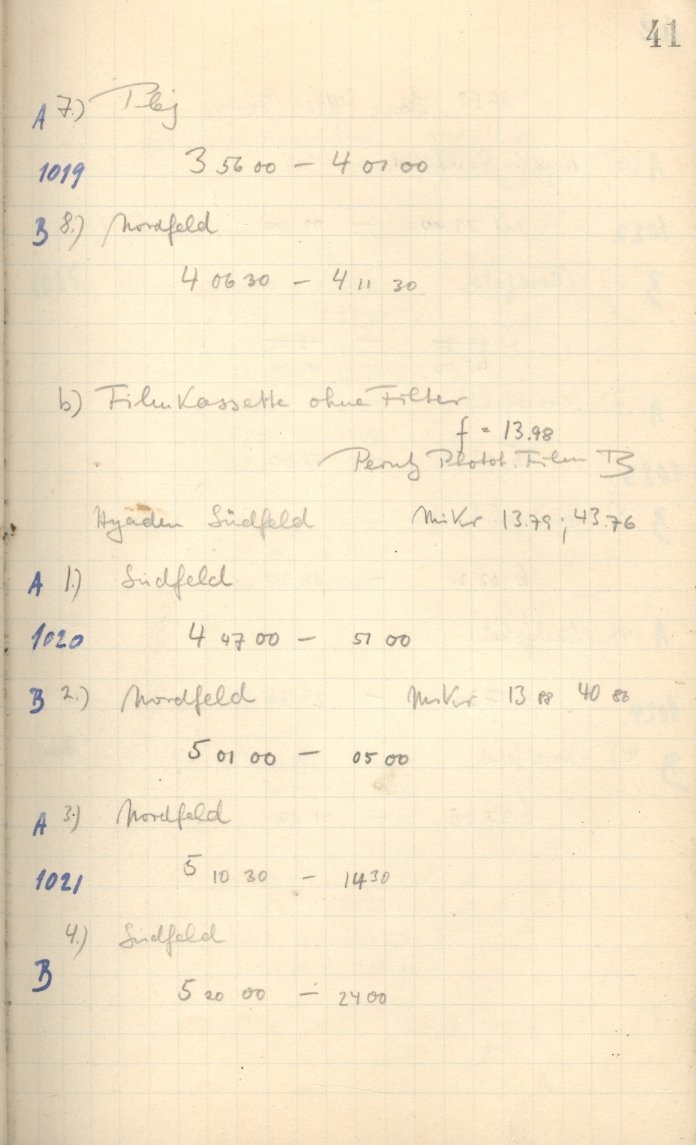 41
A 7.) Plej
1019 3 56 00 — 4 01 00
B 8.) Nordfeld
4 06 30 — 4 11 30
b) Filmkassette ohne Filter
f = 13.98
Perutz Photot. Film B
Hyaden Südfeld Mikr 13.79; 43.76
A 1.) Südfeld
1020 4 47 00 — 51 00
B 2.) Nordfeld Mikr 13 88 40 86
5 01 00 — 05 00
A 3.) Nordfeld
1021 5 10 30 — 14 30
4.) Südfeld
B
5 20 00 — 24 00